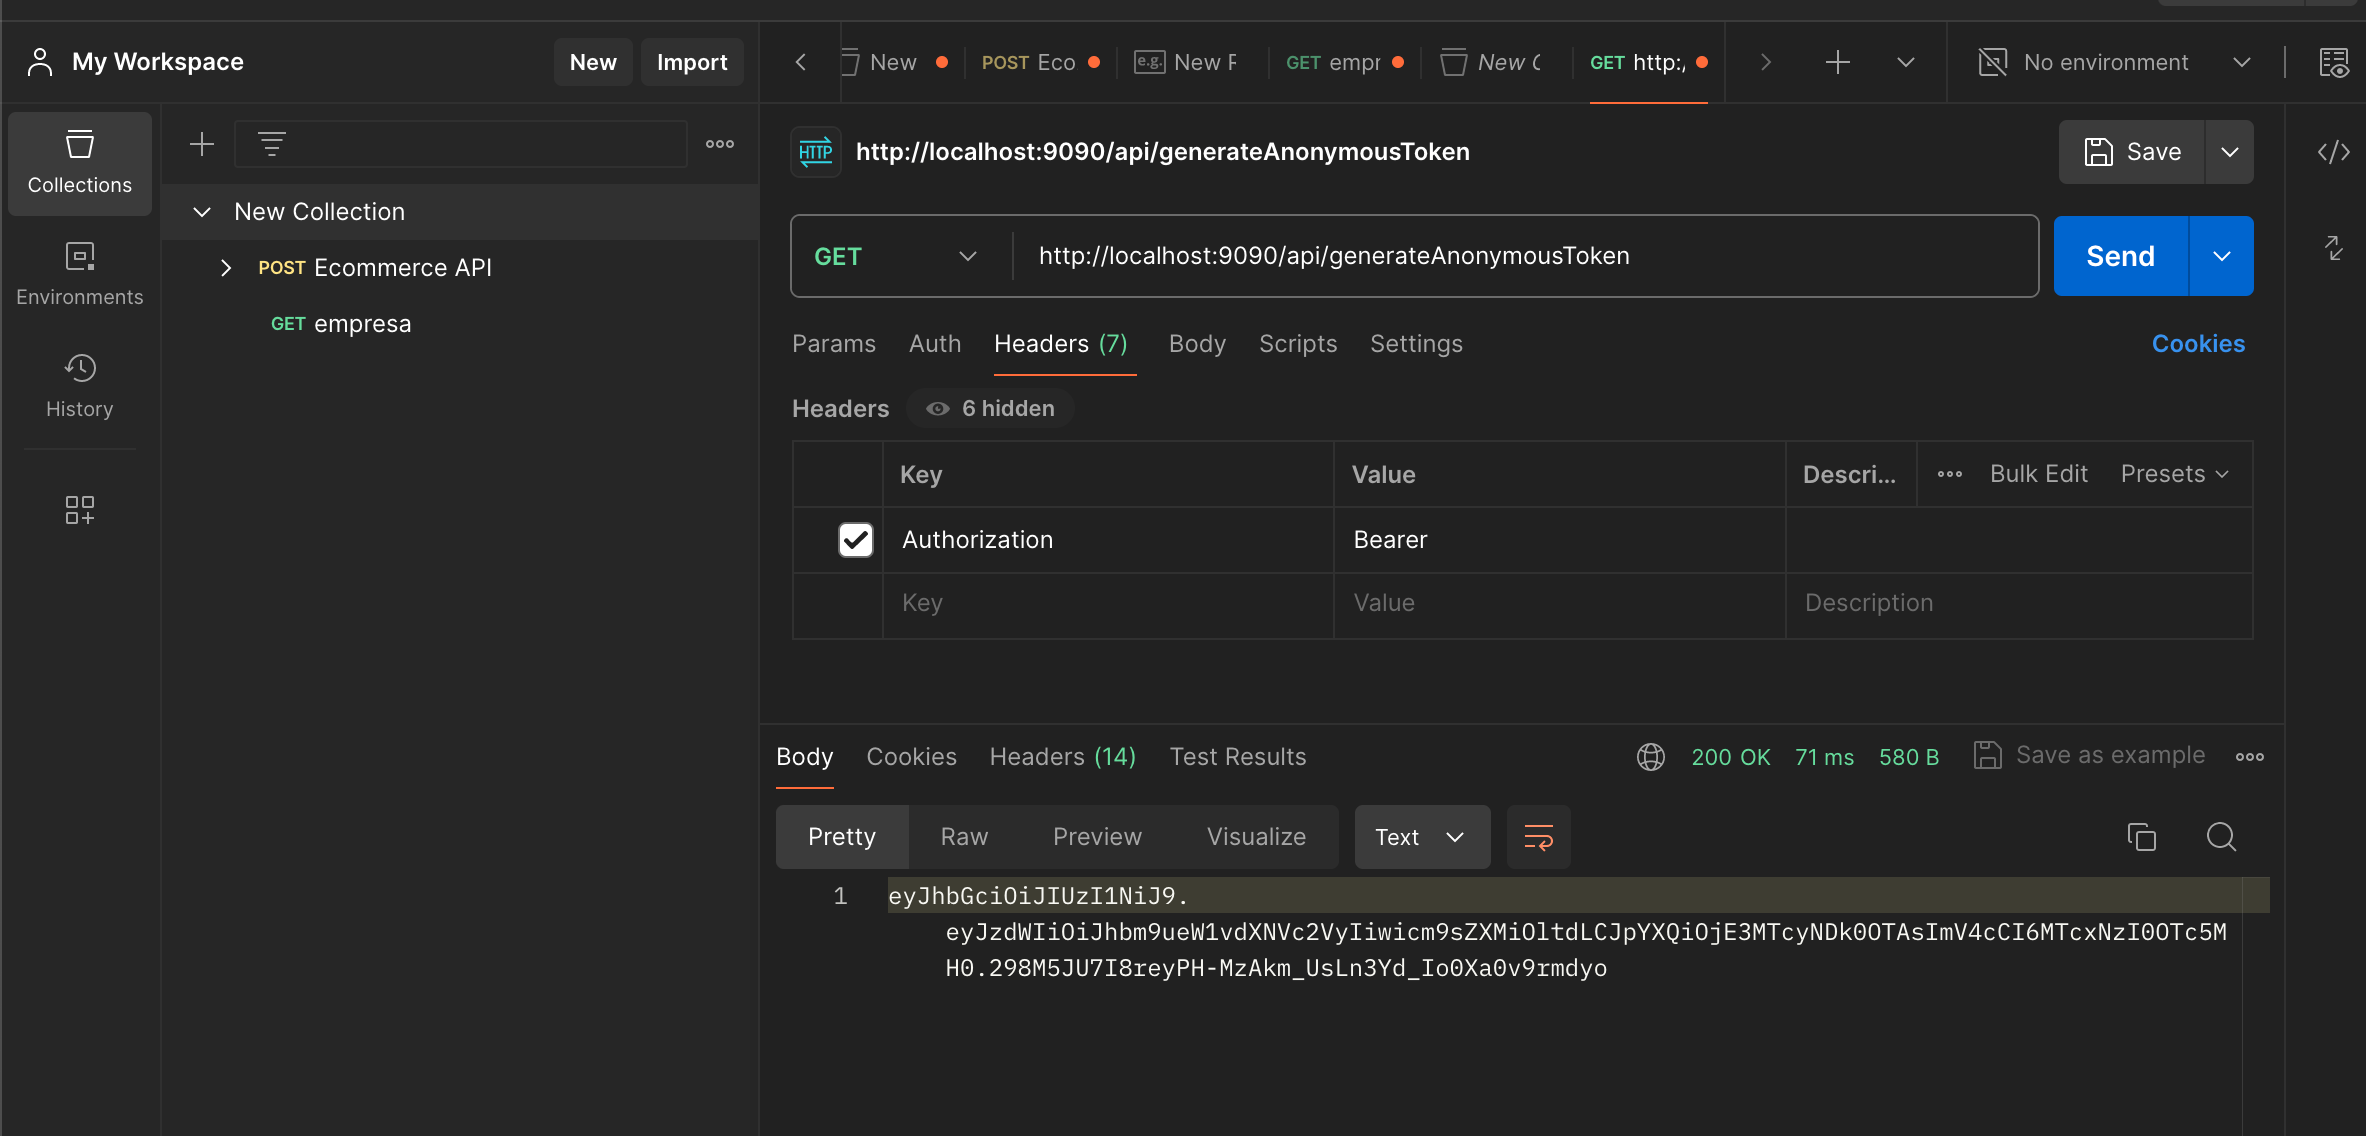 My Workspace
New
Import
New
POST Eco
e.g. New F
GET empr
New C
GET http:/
No environment
Collections
Environments
History
New Collection
POST Ecommerce API
GET empresa
HTTP
http://localhost:9090/api/generateAnonymousToken
Save
GET
http://localhost:9090/api/generateAnonymousToken
Send
Params
Auth
Headers (7)
Body
Scripts
Settings
Cookies
Headers
6 hidden
Key
Value
Descri...
Bulk Edit
Presets
Authorization
Bearer
Key
Value
Description
Body
Cookies
Headers (14)
Test Results
200 OK
71 ms
580 B
Save as example
Pretty
Raw
Preview
Visualize
Text
1
eyJhbGciOiJIUzI1NiJ9.
eyJzdWIiOiJhbm9ueW1vdXNVc2VyIiwicm9sZXMiOltdLCJpYXQiOjE3MTcyNDk0OTAsImV4cCI6MTcxNzI0OTc5M
H0.298M5JU7I8reyPH-MzAkm_UsLn3Yd_Io0Xa0v9rmdyo